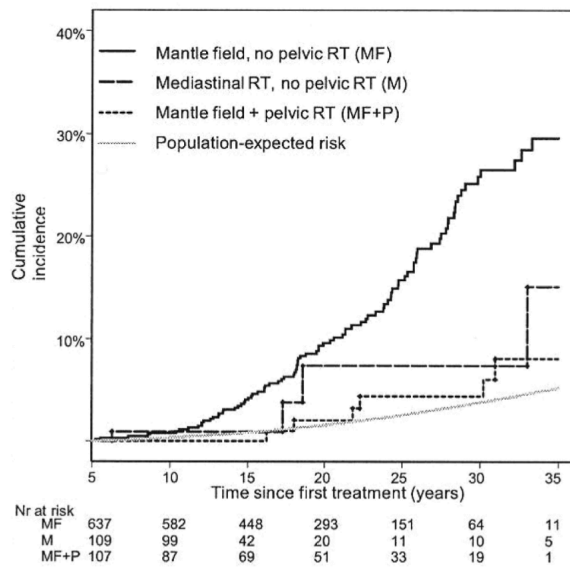 40%
Mantle field, no pelvic RT (MF)
Mediastinal RT, no pelvic RT (M)
Mantle field + pelvic RT (MF+P)
30%
Population-expected risk
Cumulative
incidence
20%
10%
5 10 15 20 25 30 35
Time since first treatment (years)
Nr at risk
MF 637 582 448 293 151 64 11
M 109 99 42 20 11 10 5
MF+P 107 87 69 51 33 19 1